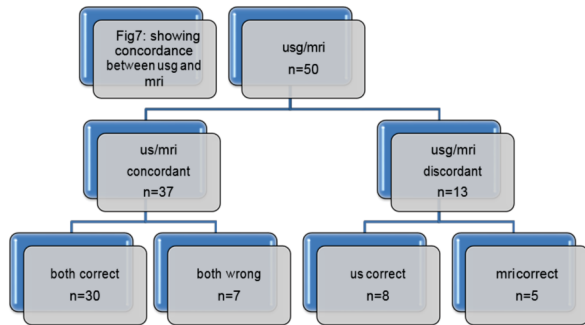 Fig7: showing
concordance
between usg and
mri
usg/mri
n=50
us/mri
concordant
n=37
usg/mri
discordant
n=13
both correct
n=30
both wrong
n=7
us correct
n=8
mri correct
n=5